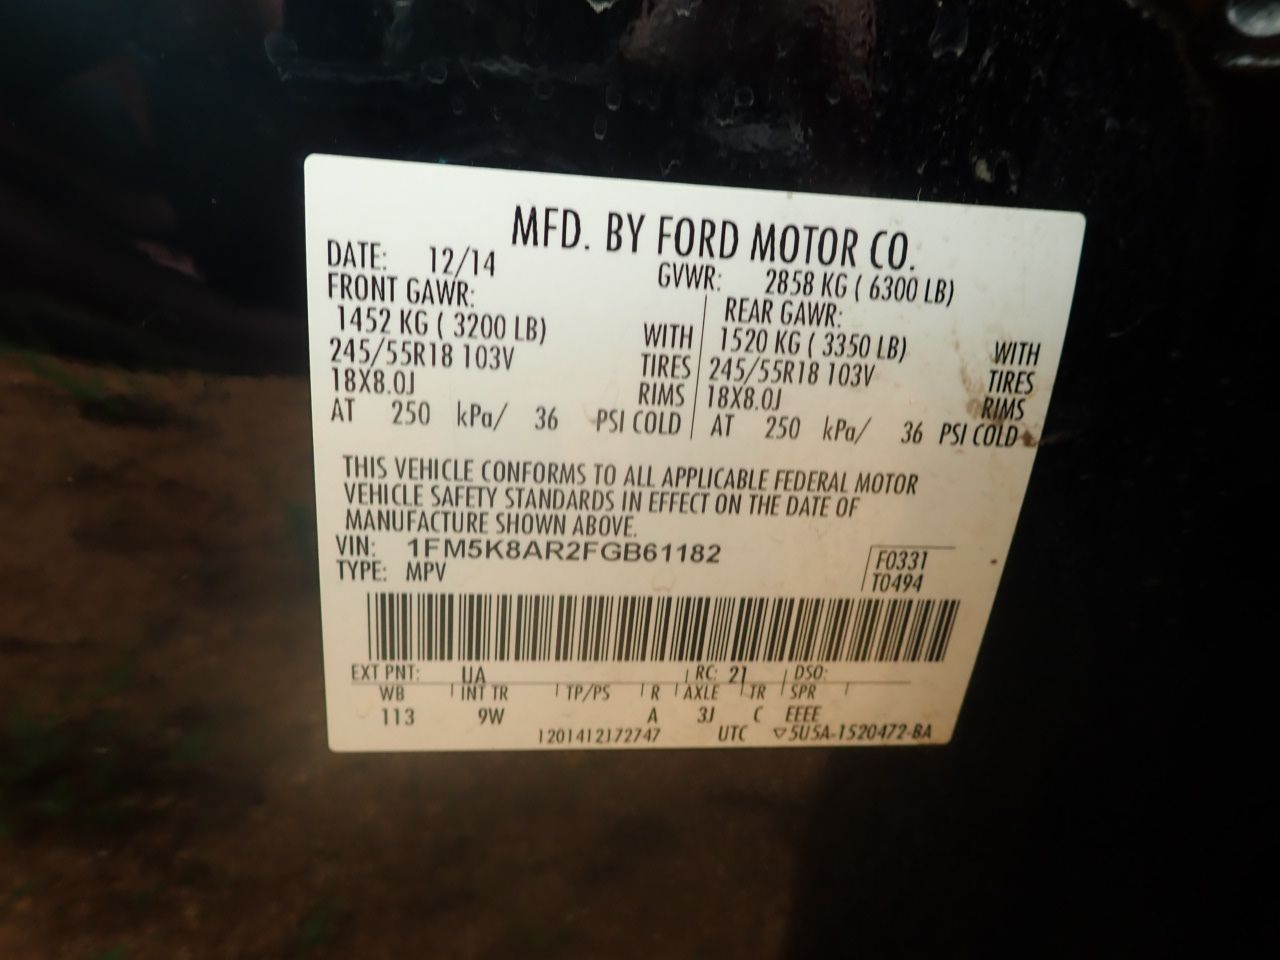 MFD. BY FORD MOTOR CO.
DATE: 12/14 GVWR: 2858 KG ( 6300 LB)
FRONT GAWR: REAR GAWR:
1452 KG ( 3200 LB) WITH 1520 KG ( 3350 LB) WITH
245/55R18 103V TIRES 245/55R18 103V TIRES
18X8.0J RIMS 18X8.0J RIMS
AT 250 kPa/ 36 PSI COLD AT 250 kPa/ 36 PSI COLD
THIS VEHICLE CONFORMS TO ALL APPLICABLE FEDERAL MOTOR
VEHICLE SAFETY STANDARDS IN EFFECT ON THE DATE OF
MANUFACTURE SHOWN ABOVE.
VIN: 1FM5K8AR2FGB61182 F0331
TYPE: MPV T0494
EXT PNT: UA RC: 21 DSO:
WB INT TR TP/PS R AXLE TR SPR
113 9W A 3J C EEEE
1201412172747 UTC ▽5U5A-1520472-BA